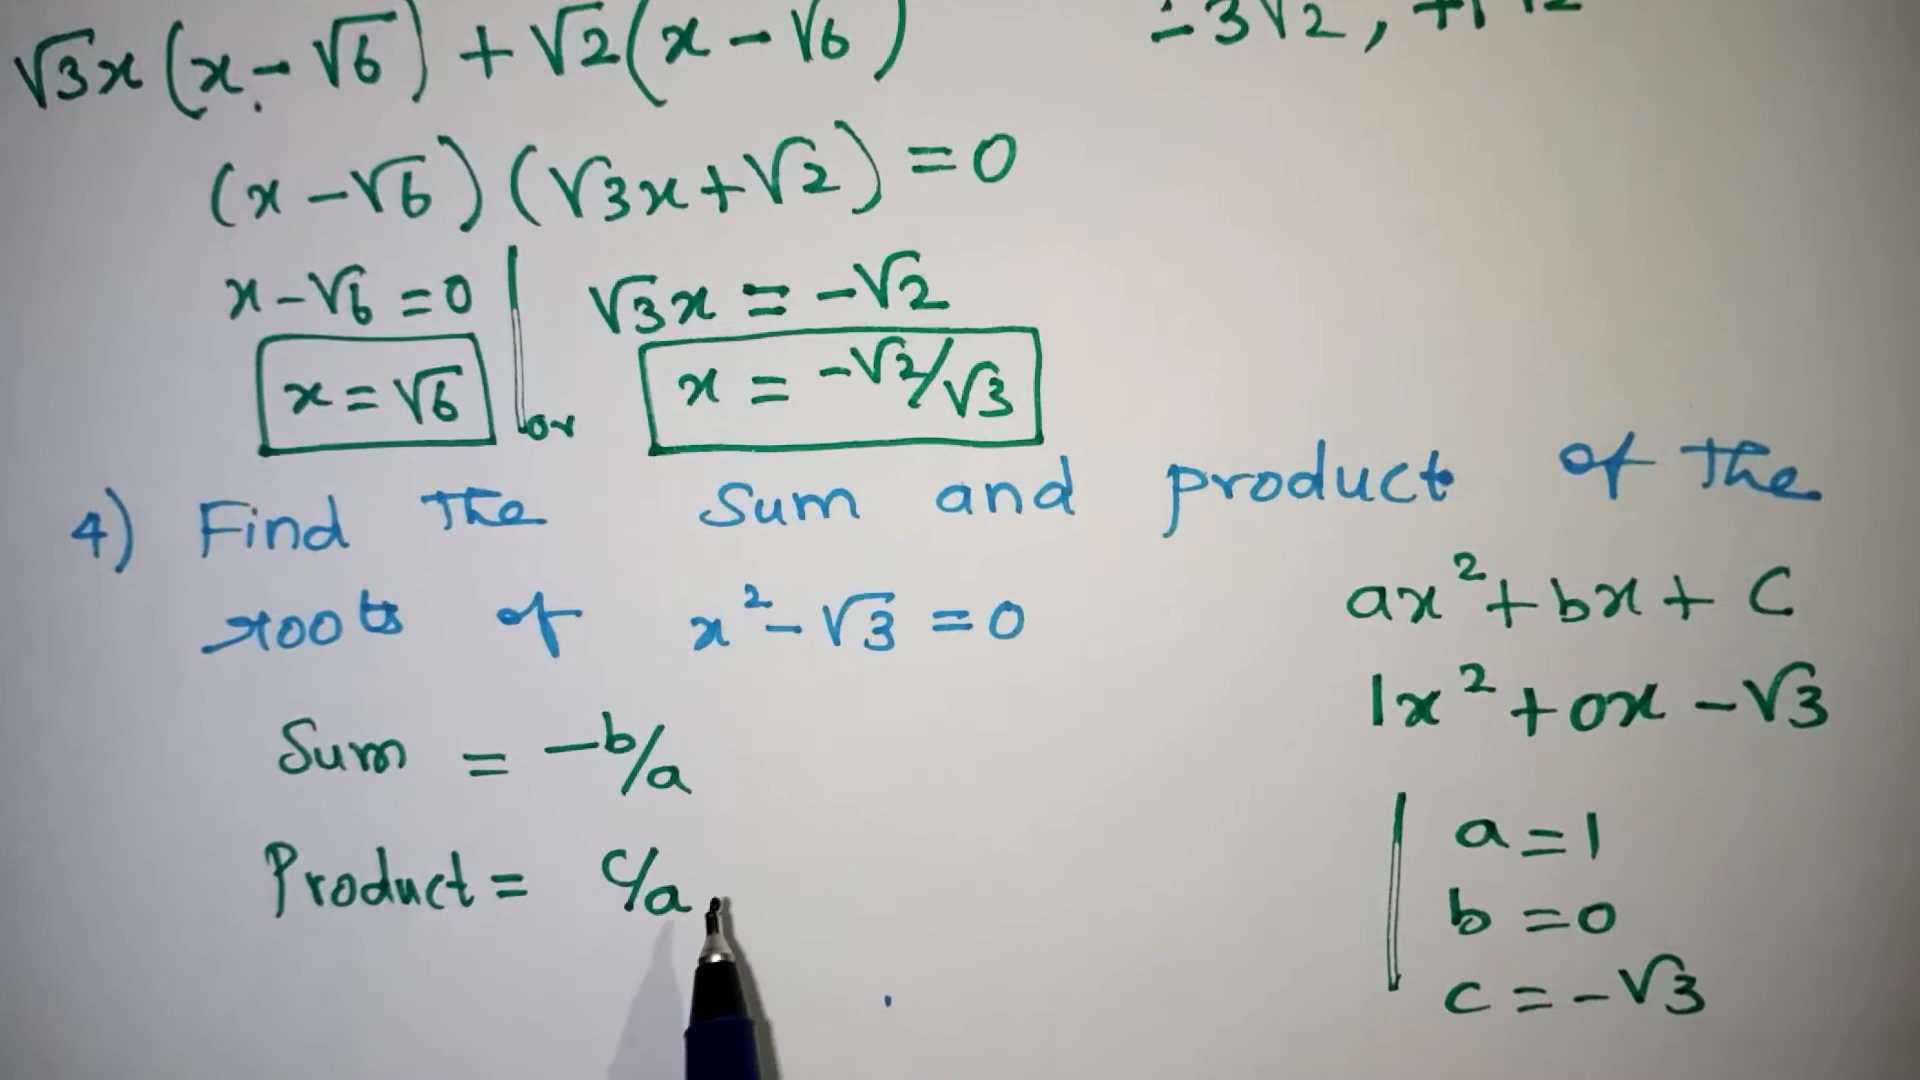 √3x(x-√6)+√2(x-√6)
-3√2,
(x-√6)(√3x+√2)=0
x-√6=0
√3x=-√2
x=√6
or
x=-√2/√3
4) Find the Sum and product of the
roots of x²-√3=0
ax²+bx+c
1x²+0x-√3
Sum = -b/a
Product = c/a
a=1
b=0
c=-√3